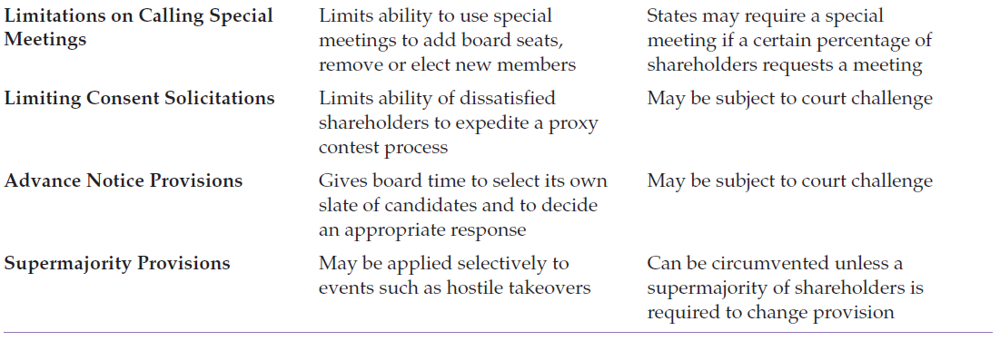 Limitations on Calling Special
Meetings
Limits ability to use special
meetings to add board seats,
remove or elect new members
States may require a special
meeting if a certain percentage of
shareholders requests a meeting
Limiting Consent Solicitations
Limits ability of dissatisfied
shareholders to expedite a proxy
contest process
May be subject to court challenge
Advance Notice Provisions
Gives board time to select its own
slate of candidates and to decide
an appropriate response
May be subject to court challenge
Supermajority Provisions
May be applied selectively to
events such as hostile takeovers
Can be circumvented unless a
supermajority of shareholders is
required to change provision